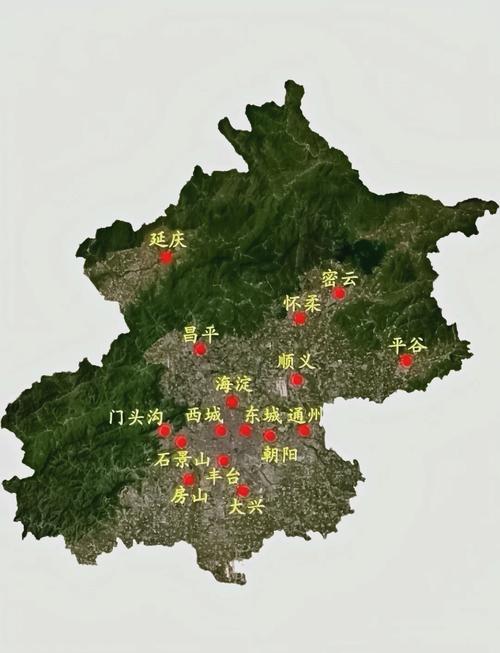 延庆
密云
怀柔
昌平
平谷
顺义
海淀
门头沟
西城
东城
通州
石景山
朝阳
丰台
房山
大兴